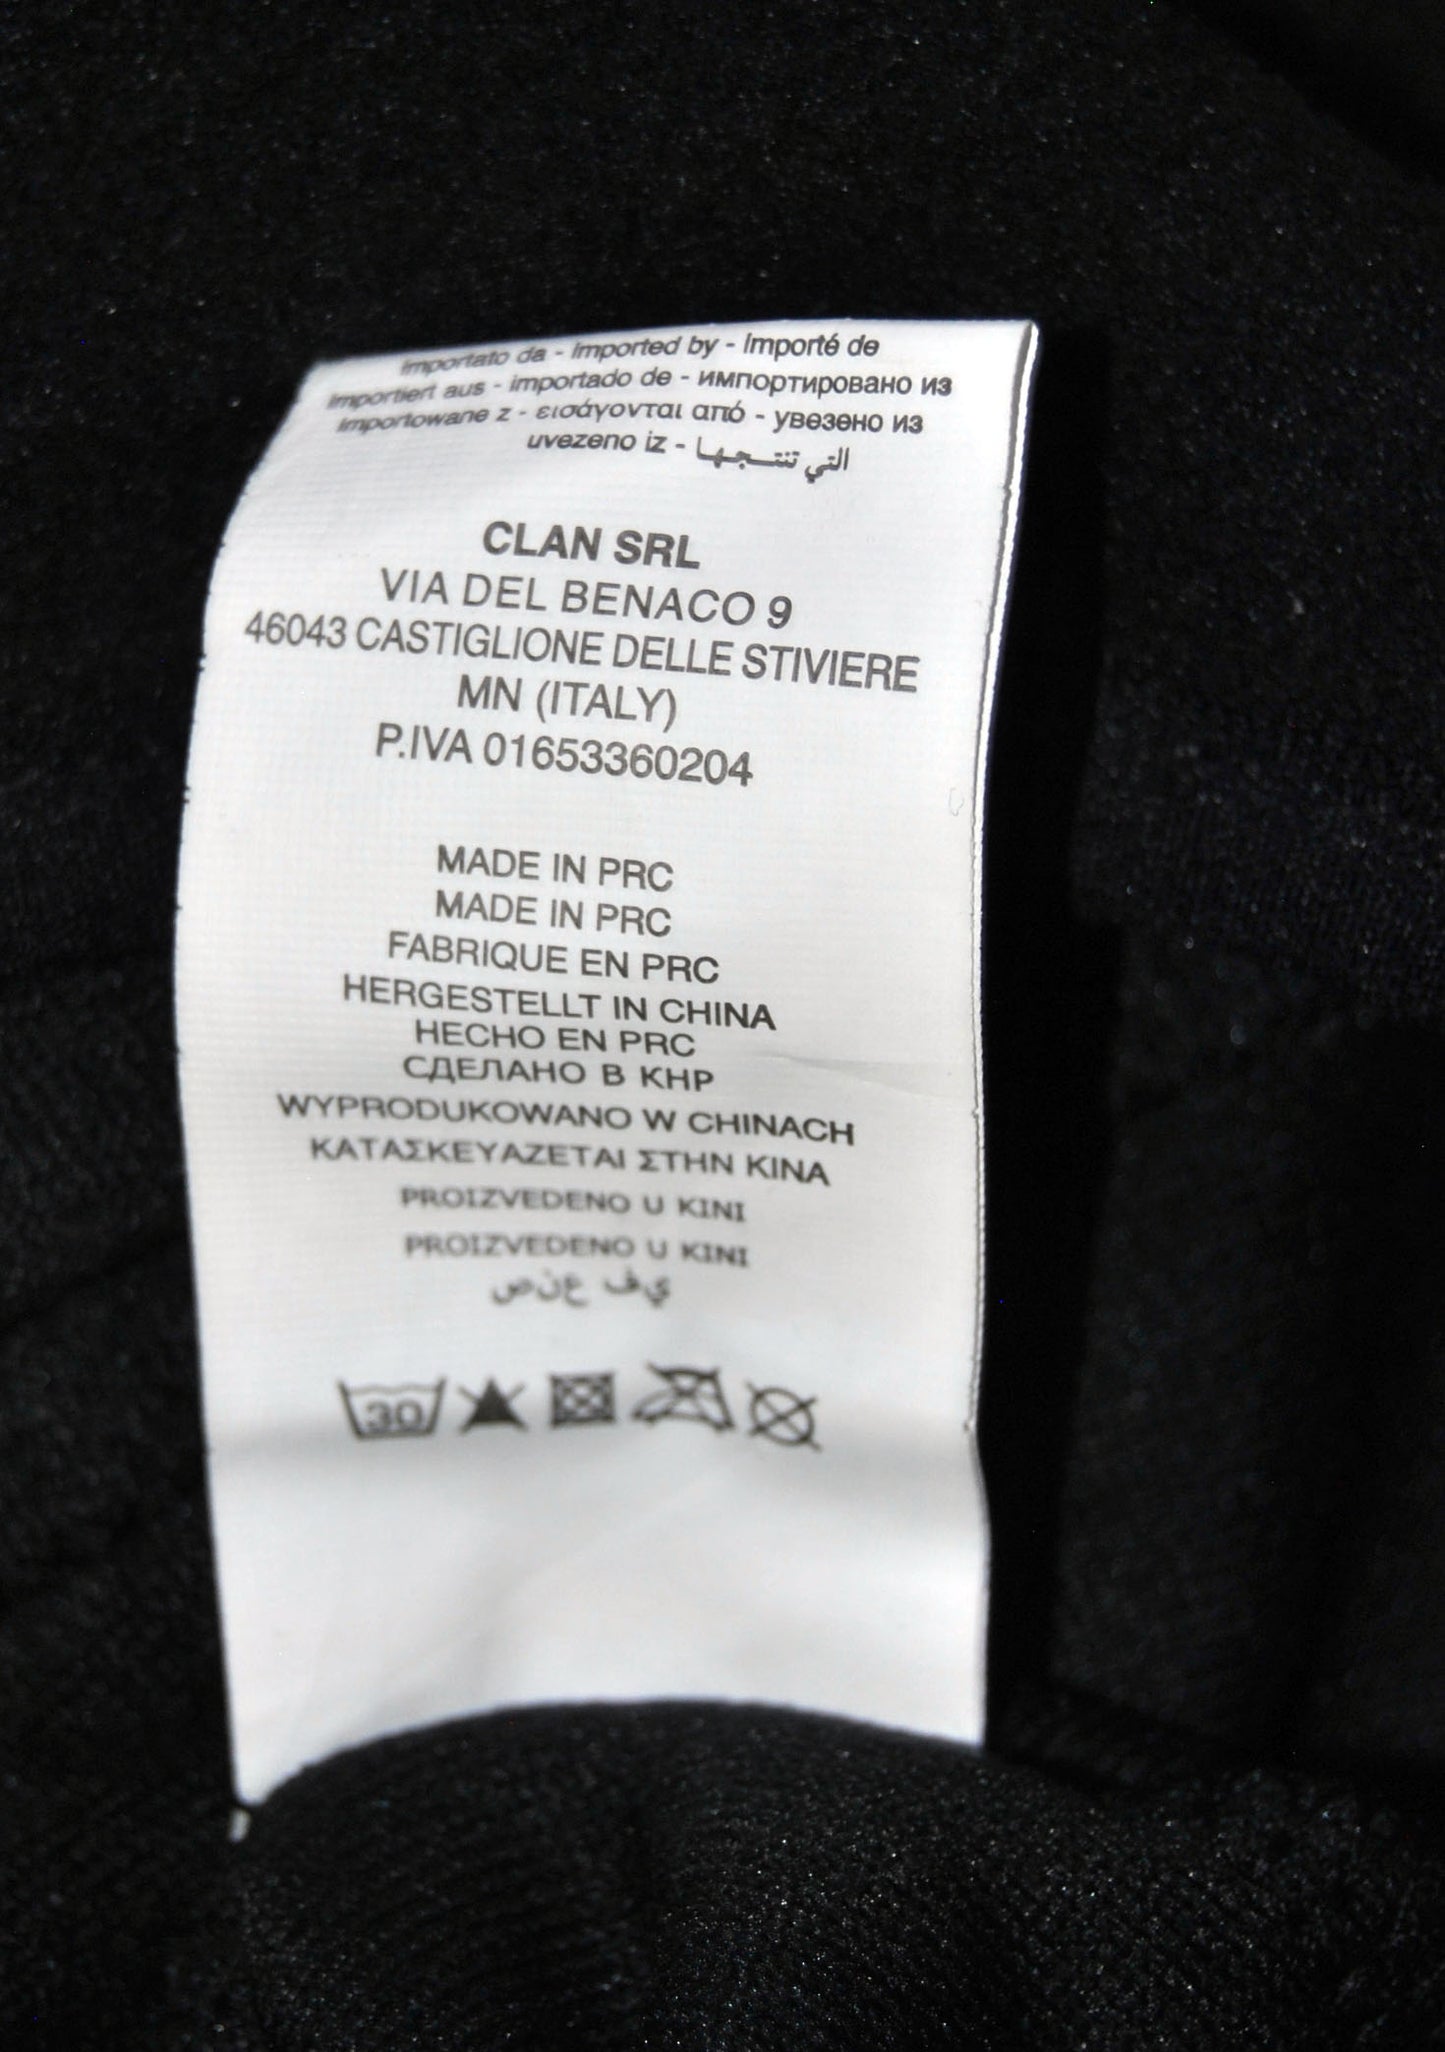 importato da - imported by - Importé de
importiert aus - importado de - импортировано из
importowane z - εισάγονται από - увезено из
uvezeno iz - التي تنتجها
CLAN SRL
VIA DEL BENACO 9
46043 CASTIGLIONE DELLE STIVIERE
MN (ITALY)
P.IVA 01653360204
MADE IN PRC
MADE IN PRC
FABRIQUE EN PRC
HERGESTELLT IN CHINA
HECHO EN PRC
СДЕЛАНО В КНР
WYPRODUKOWANO W CHINACH
ΚΑΤΑΣΚΕΥΑΖΕΤΑΙ ΣΤΗΝ ΚΙΝΑ
PROIZVEDENO U KINI
PROIZVEDENO U KINI
30